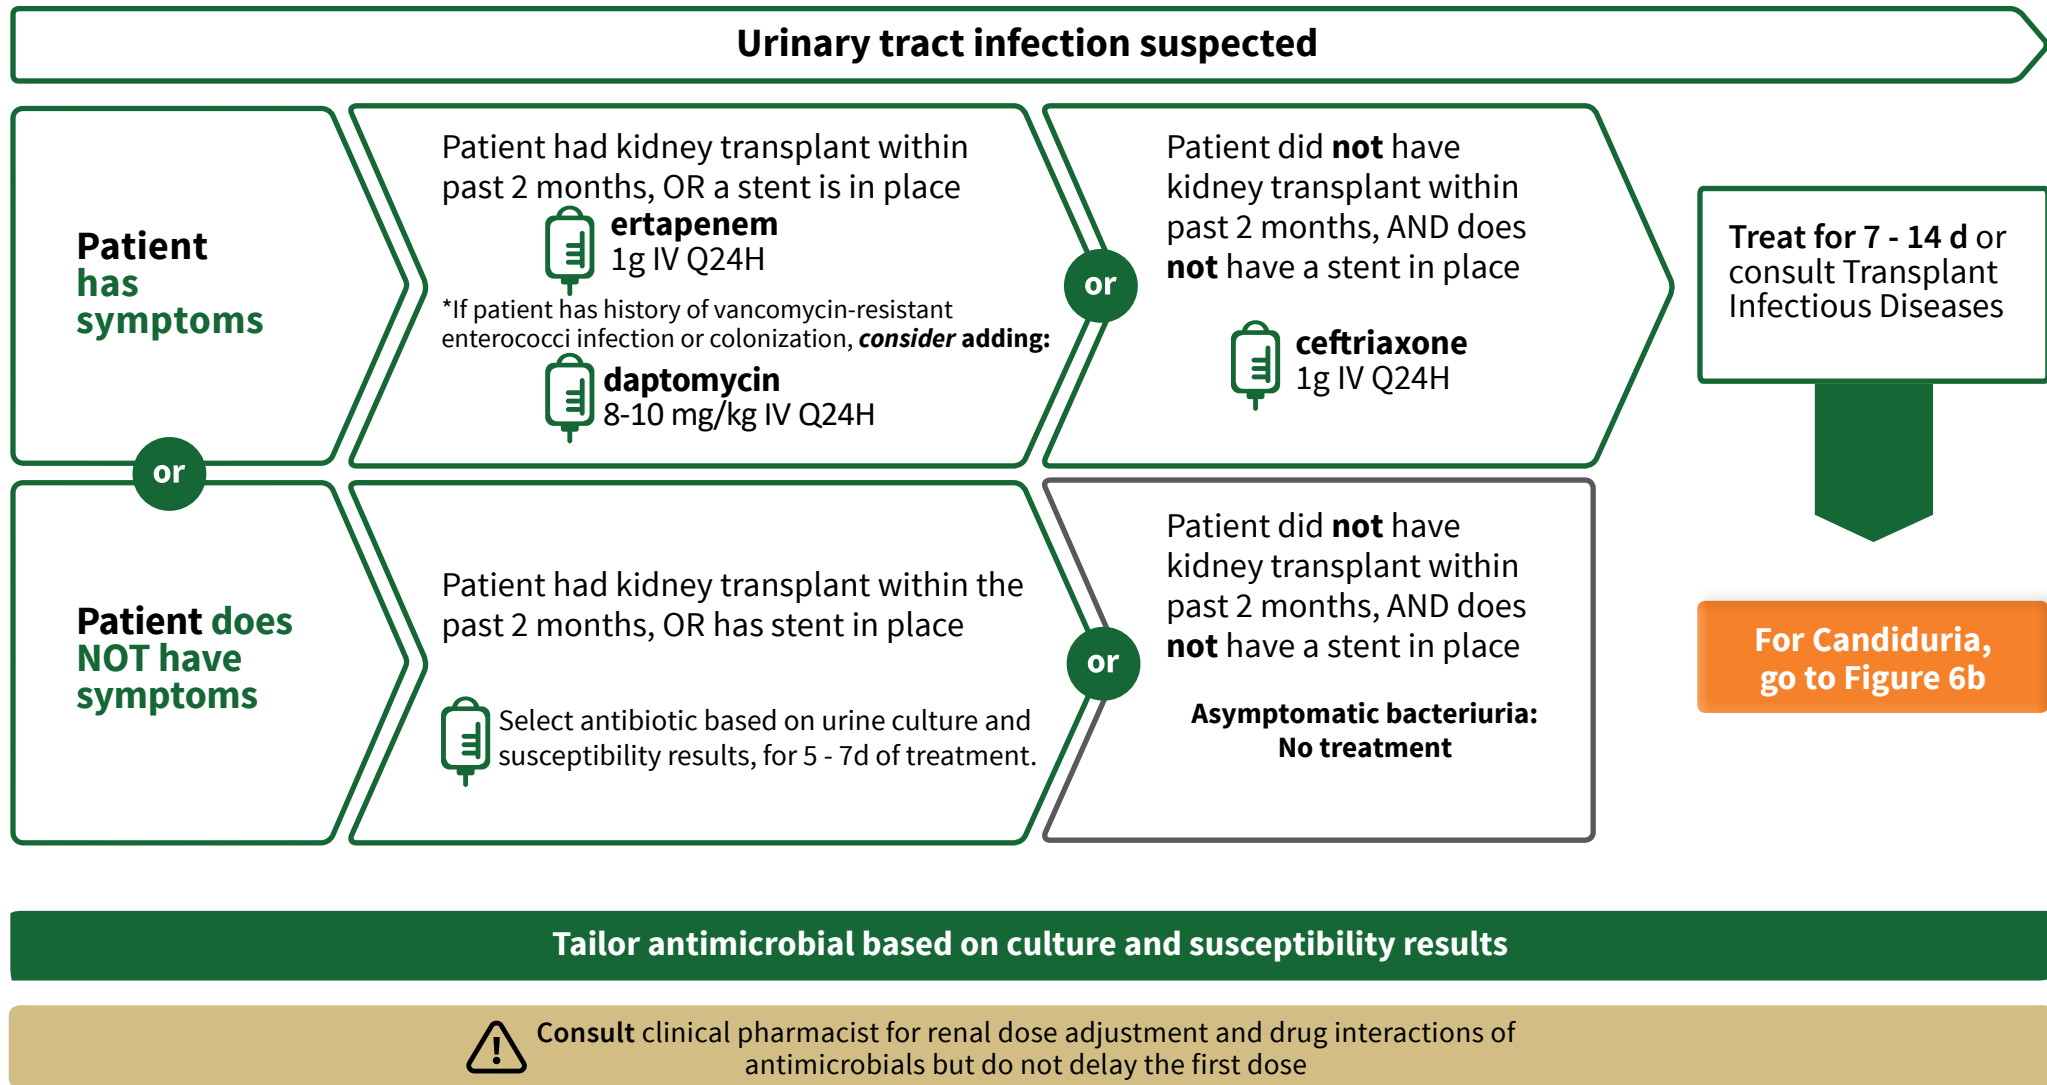 Urinary tract infection suspected
Patient
has
symptoms
Patient had kidney transplant within
past 2 months, OR a stent is in place
ertapenem
1g IV Q24H
*If patient has history of vancomycin-resistant
enterococci infection or colonization, consider adding:
daptomycin
8-10 mg/kg IV Q24H
or
Patient did not have
kidney transplant within
past 2 months, AND does
not have a stent in place
ceftriaxone
1g IV Q24H
Treat for 7 - 14 d or
consult Transplant
Infectious Diseases
or
Patient does
NOT have
symptoms
Patient had kidney transplant within the
past 2 months, OR has stent in place
Select antibiotic based on urine culture and
susceptibility results, for 5 - 7d of treatment.
or
Patient did not have
kidney transplant within
past 2 months, AND does
not have a stent in place
Asymptomatic bacteriuria:
No treatment
For Candiduria,
go to Figure 6b
Tailor antimicrobial based on culture and susceptibility results
Consult clinical pharmacist for renal dose adjustment and drug interactions of
antimicrobials but do not delay the first dose